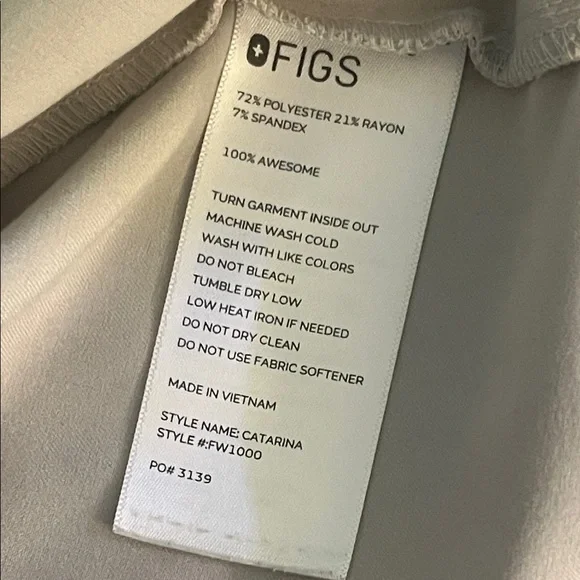 FIGS
72% POLYESTER 21% RAYON
7% SPANDEX
100% AWESOME
TURN GARMENT INSIDE OUT
MACHINE WASH COLD
WASH WITH LIKE COLORS
DO NOT BLEACH
TUMBLE DRY LOW
LOW HEAT IRON IF NEEDED
DO NOT DRY CLEAN
DO NOT USE FABRIC SOFTENER
MADE IN VIETNAM
STYLE NAME: CATARINA
STYLE #:FW1000
PO# 3139